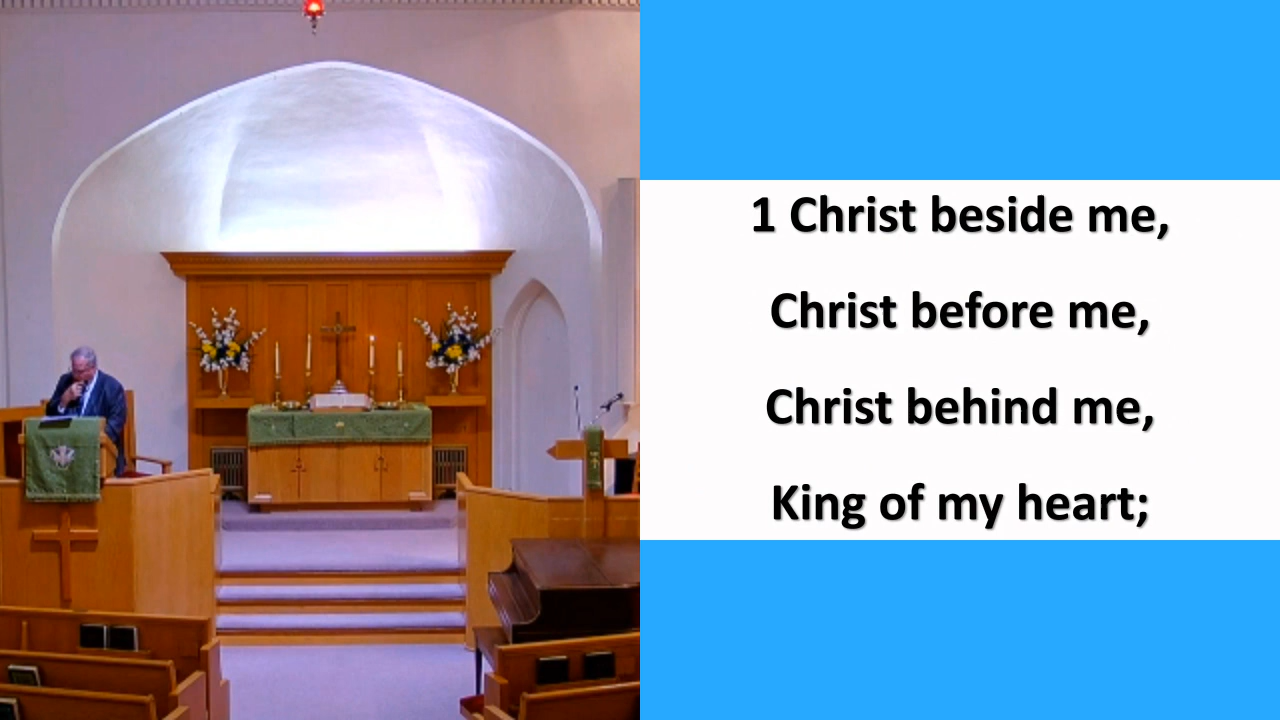 1 Christ beside me,
Christ before me,
Christ behind me,
King of my heart;